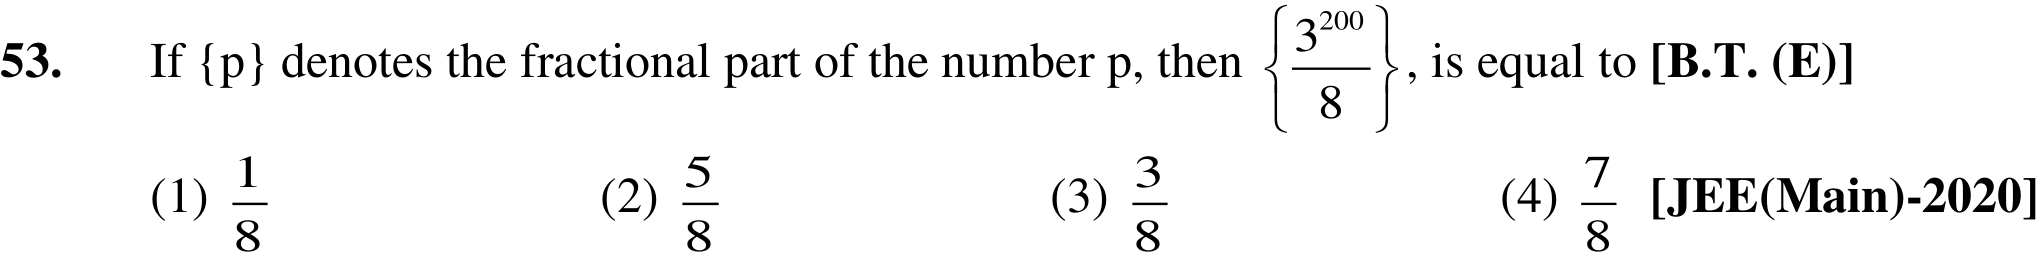 53. If {p} denotes the fractional part of the number p, then {3^200/8}, is equal to [B.T. (E)]
(1) 1/8 (2) 5/8 (3) 3/8 (4) 7/8 [JEE(Main)-2020]